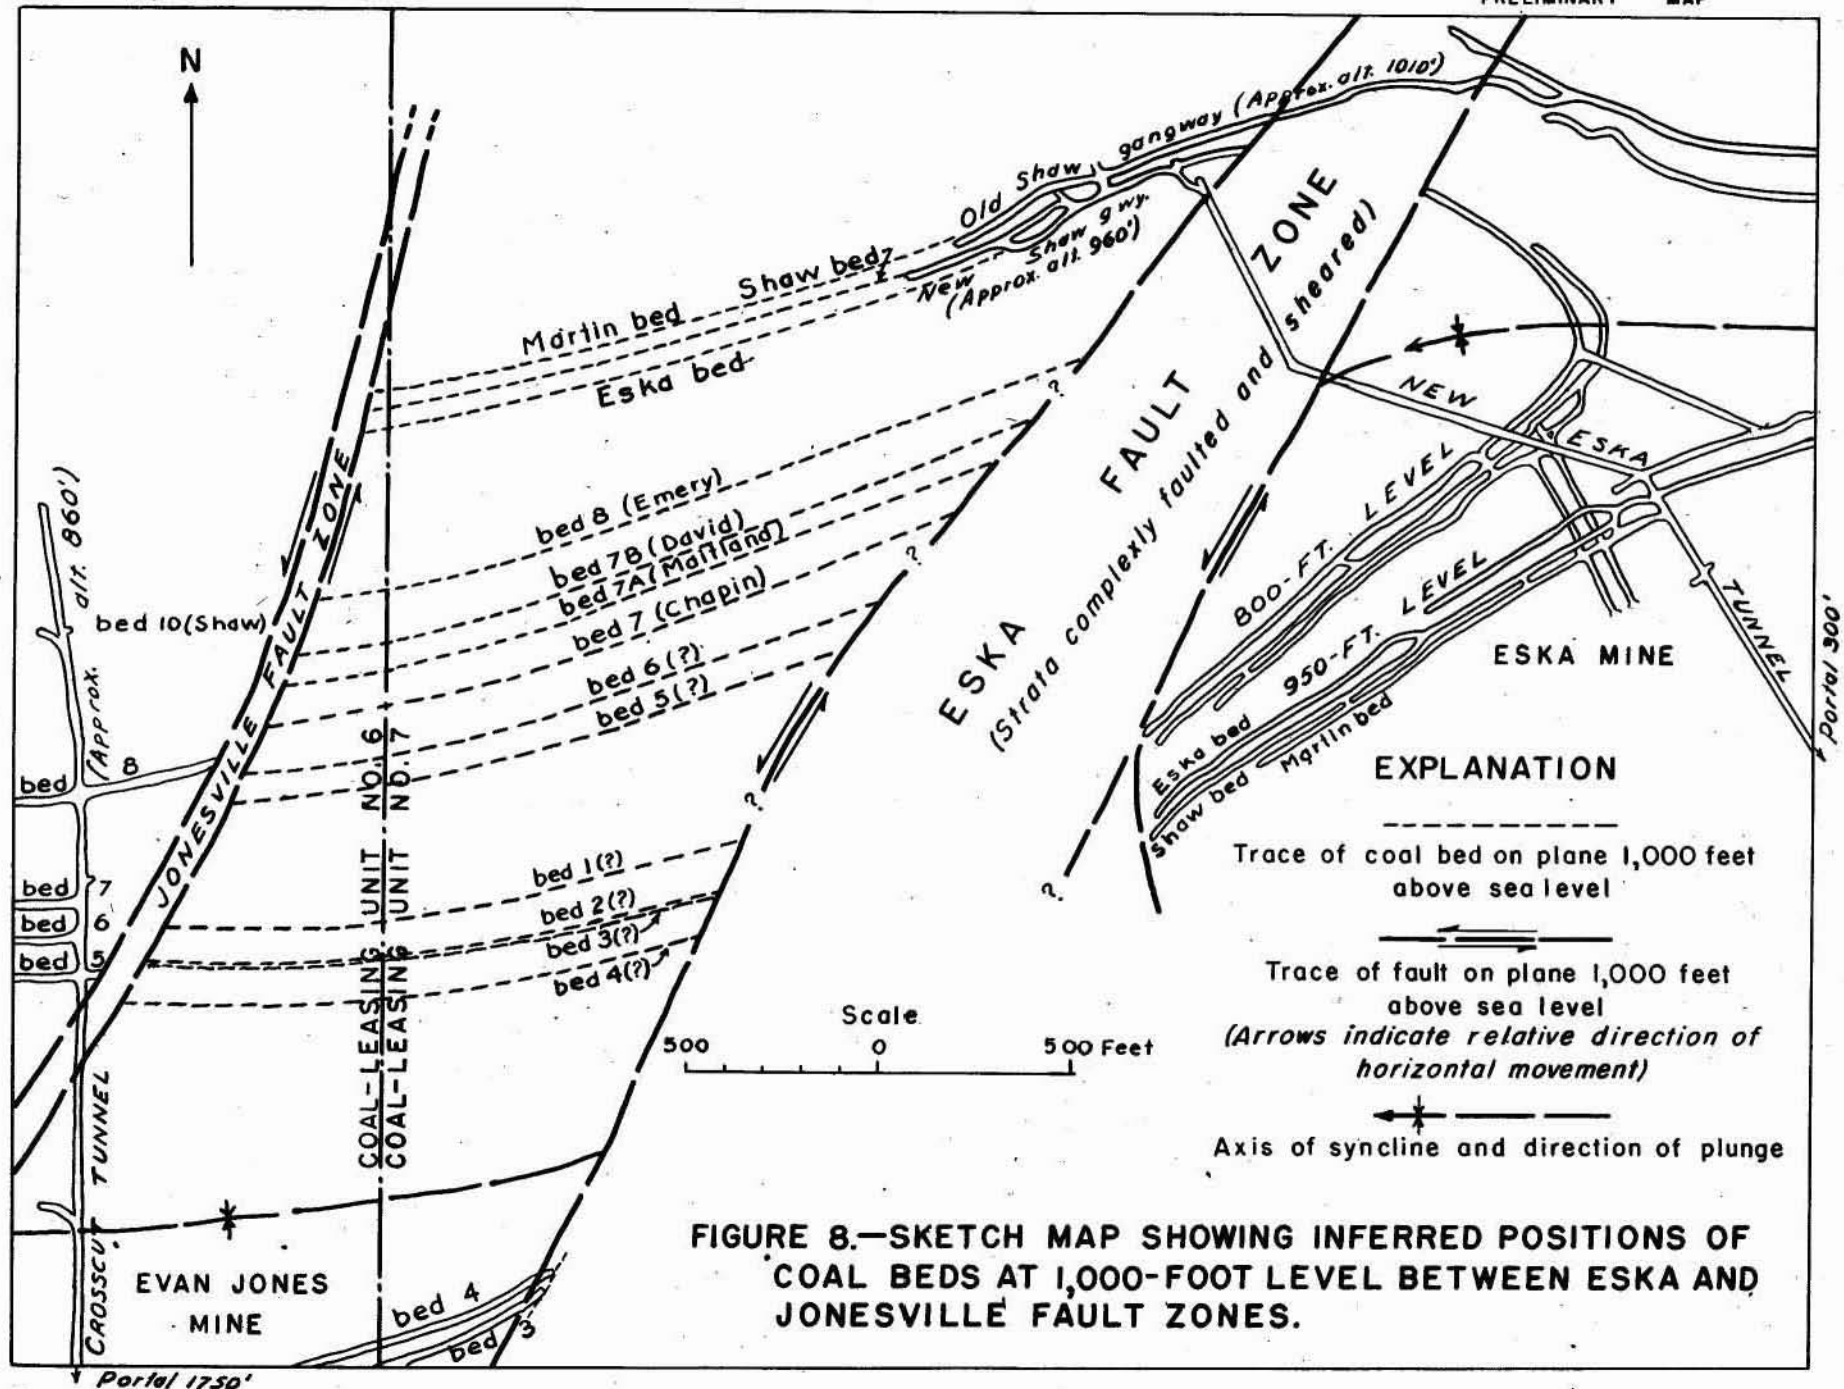 PRELIMINARY MAP
N
Old Shaw gangway (Approx. alt. 1010')
New Shaw gwy.
(Approx. alt. 960')
Shaw bed
Martin bed
Eska bed
bed 8 (Emery)
bed 7B (David)
bed 7A (Maitland)
bed 7 (Chapin)
bed 6 (?)
bed 5 (?)
bed 1 (?)
bed 2 (?)
bed 3 (?)
bed 4 (?)
JONESVILLE FAULT ZONE
bed 10 (Shaw)
(Approx. alt. 860')
bed 8
bed 7
bed 6
bed 5
CROSSCUT TUNNEL
Portal 1750'
EVAN JONES
MINE
bed 4
bed 3
COAL-LEASING UNIT NO. 6
COAL-LEASING UNIT NO. 7
ESKA FAULT ZONE
(Strata complexly faulted and sheared)
?
?
?
?
NEW ESKA TUNNEL
Portal 900'
800-FT. LEVEL
950-FT. LEVEL
ESKA MINE
Eska bed
Shaw bed
Martin bed
EXPLANATION
Trace of coal bed on plane 1,000 feet
above sea level
Trace of fault on plane 1,000 feet
above sea level
(Arrows indicate relative direction of
horizontal movement)
Axis of syncline and direction of plunge
Scale
500 0 500 Feet
FIGURE 8.—SKETCH MAP SHOWING INFERRED POSITIONS OF
COAL BEDS AT 1,000-FOOT LEVEL BETWEEN ESKA AND
JONESVILLE FAULT ZONES.